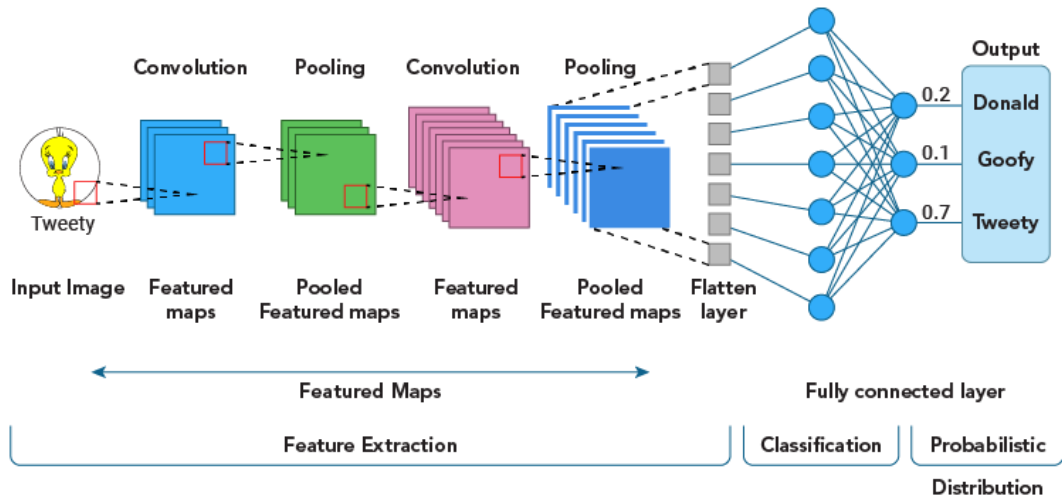 Convolution
Pooling
Convolution
Pooling
Output
Tweety
0.2
Donald
0.1
Goofy
0.7
Tweety
Input Image
Featured
maps
Pooled
Featured maps
Featured
maps
Pooled
Featured maps
Flatten
layer
Featured Maps
Fully connected layer
Feature Extraction
Classification
Probabilistic
Distribution